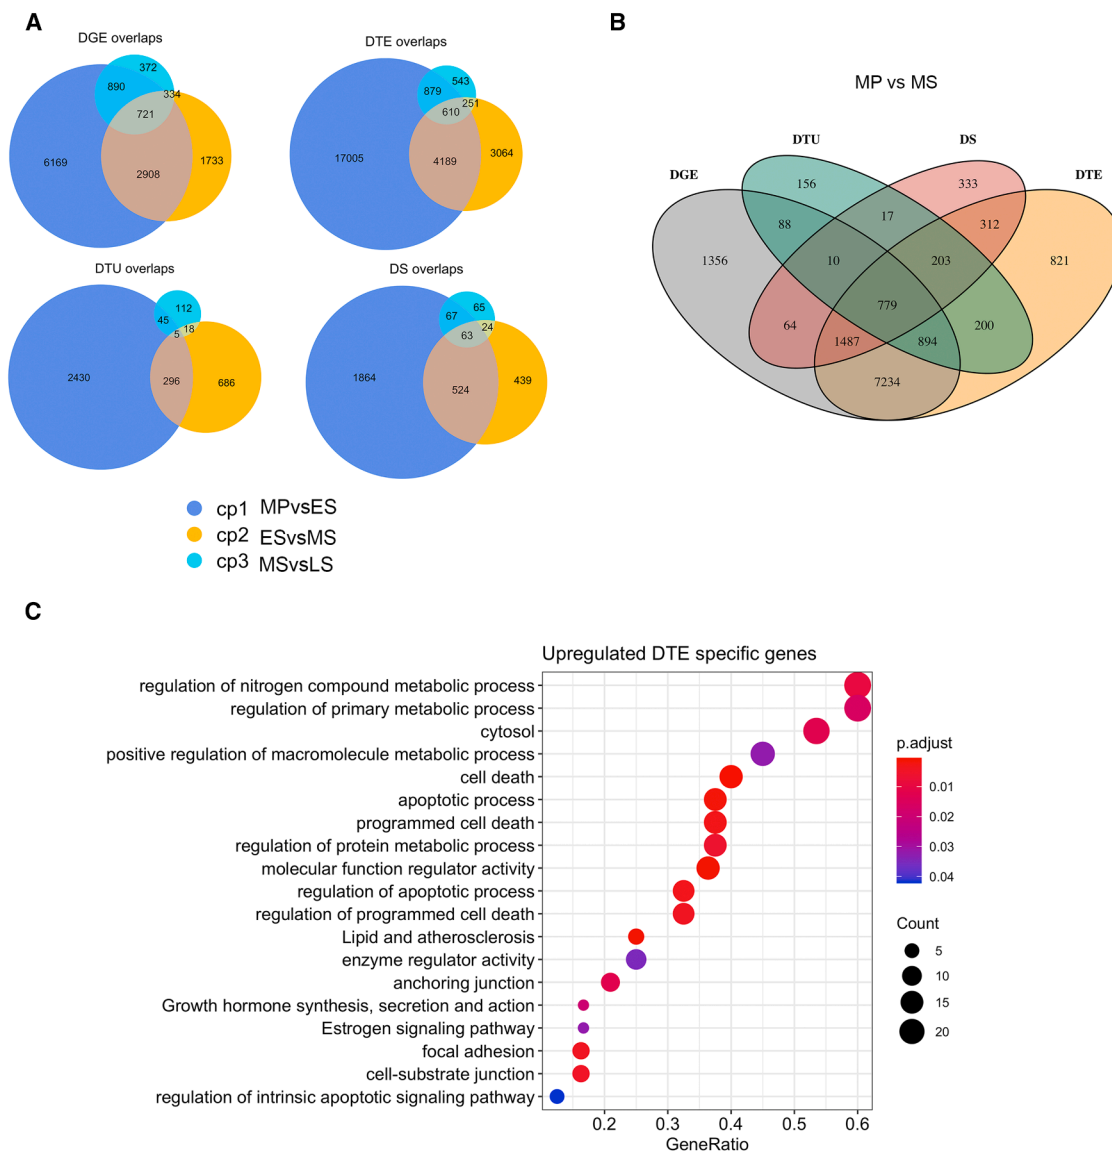 A
DGE overlaps
372
890
334
721
6169
1733
2908
DTE overlaps
543
879
251
610
17005
3064
4189
DTU overlaps
112
45
18
5
2430
296
686
DS overlaps
65
67
24
63
1864
439
524
cp1 MPvsES
cp2 ESvsMS
cp3 MSvsLS
B
MP vs MS
DTU
DS
DGE
DTE
156
333
88
17
312
1356
10
203
821
779
64
200
1487
894
7234
C
Upregulated DTE specific genes
regulation of nitrogen compound metabolic process
regulation of primary metabolic process
cytosol
positive regulation of macromolecule metabolic process
cell death
apoptotic process
programmed cell death
regulation of protein metabolic process
molecular function regulator activity
regulation of apoptotic process
regulation of programmed cell death
Lipid and atherosclerosis
enzyme regulator activity
anchoring junction
Growth hormone synthesis, secretion and action
Estrogen signaling pathway
focal adhesion
cell-substrate junction
regulation of intrinsic apoptotic signaling pathway
0.2 0.3 0.4 0.5 0.6
GeneRatio
p.adjust
0.01
0.02
0.03
0.04
Count
5
10
15
20